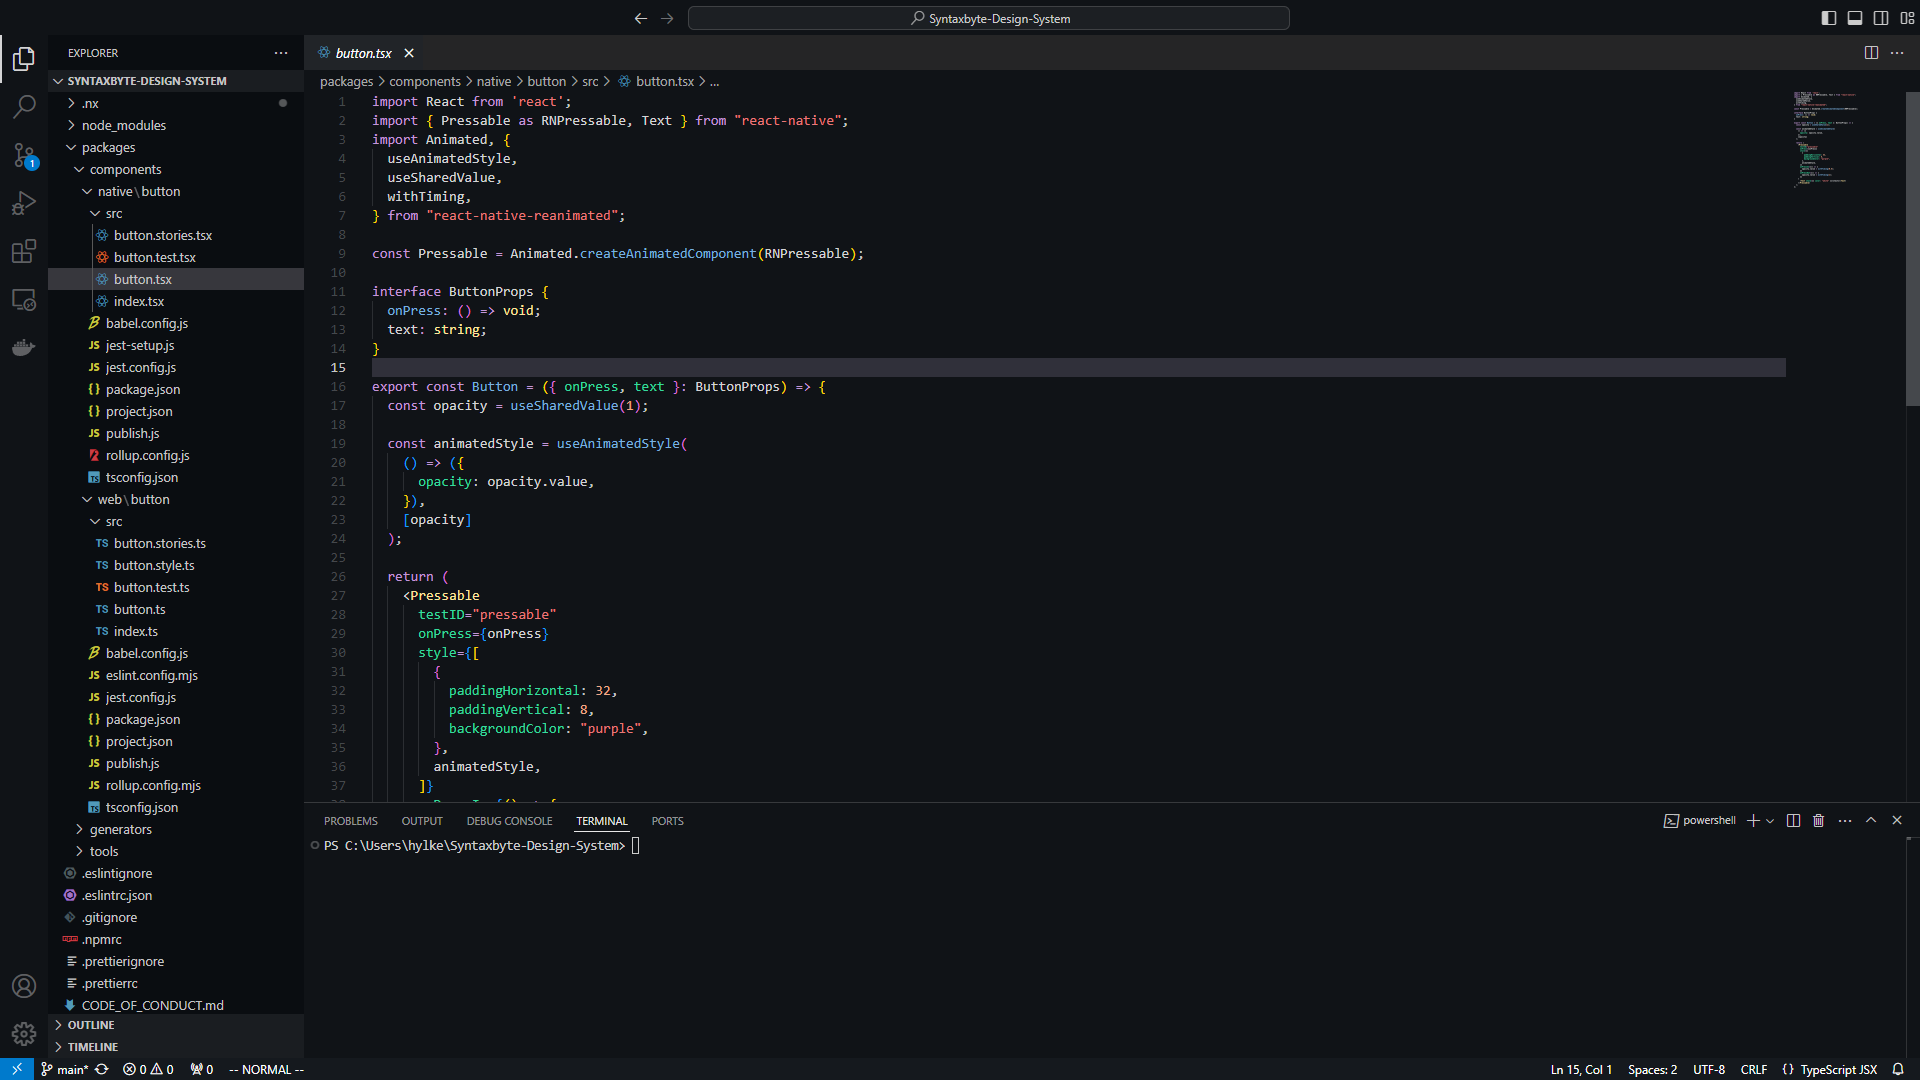 Syntaxbyte-Design-System
EXPLORER
SYNTAXBYTE-DESIGN-SYSTEM
.nx
node_modules
packages
components
native\button
src
button.stories.tsx
button.test.tsx
button.tsx
index.tsx
babel.config.js
jest-setup.js
jest.config.js
package.json
project.json
publish.js
rollup.config.js
tsconfig.json
web\button
src
button.stories.ts
button.style.ts
button.test.ts
button.ts
index.ts
babel.config.js
eslint.config.mjs
jest.config.js
package.json
project.json
publish.js
rollup.config.mjs
tsconfig.json
generators
tools
.eslintignore
.eslintrc.json
.gitignore
.npmrc
.prettierignore
.prettierrc
CODE_OF_CONDUCT.md
OUTLINE
TIMELINE
button.tsx
packages > components > native > button > src > button.tsx > ...
1 import React from 'react';
2 import { Pressable as RNPressable, Text } from "react-native";
3 import Animated, {
4 useAnimatedStyle,
5 useSharedValue,
6 withTiming,
7 } from "react-native-reanimated";
8
9 const Pressable = Animated.createAnimatedComponent(RNPressable);
10
11 interface ButtonProps {
12 onPress: () => void;
13 text: string;
14 }
15
16 export const Button = ({ onPress, text }: ButtonProps) => {
17 const opacity = useSharedValue(1);
18
19 const animatedStyle = useAnimatedStyle(
20 () => ({
21 opacity: opacity.value,
22 }),
23 [opacity]
24 );
25
26 return (
27 <Pressable
28 testID="pressable"
29 onPress={onPress}
30 style={[
31 {
32 paddingHorizontal: 32,
33 paddingVertical: 8,
34 backgroundColor: "purple",
35 },
36 animatedStyle,
37 ]}
PROBLEMS OUTPUT DEBUG CONSOLE TERMINAL PORTS
powershell
PS C:\Users\hylke\Syntaxbyte-Design-System>
1
main* 0 0 0 -- NORMAL --
Ln 15, Col 1 Spaces: 2 UTF-8 CRLF {} TypeScript JSX